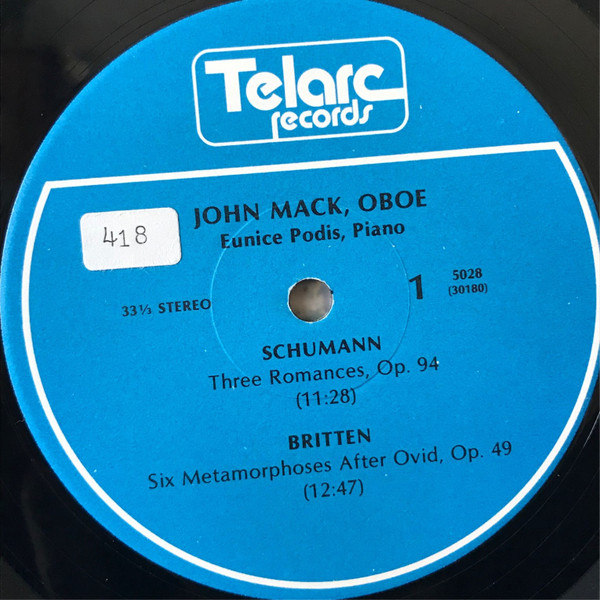 Telarc
records
JOHN MACK, OBOE
Eunice Podis, Piano
418
33⅓ STEREO
1
5028
(30180)
SCHUMANN
Three Romances, Op. 94
(11:28)
BRITTEN
Six Metamorphoses After Ovid, Op. 49
(12:47)